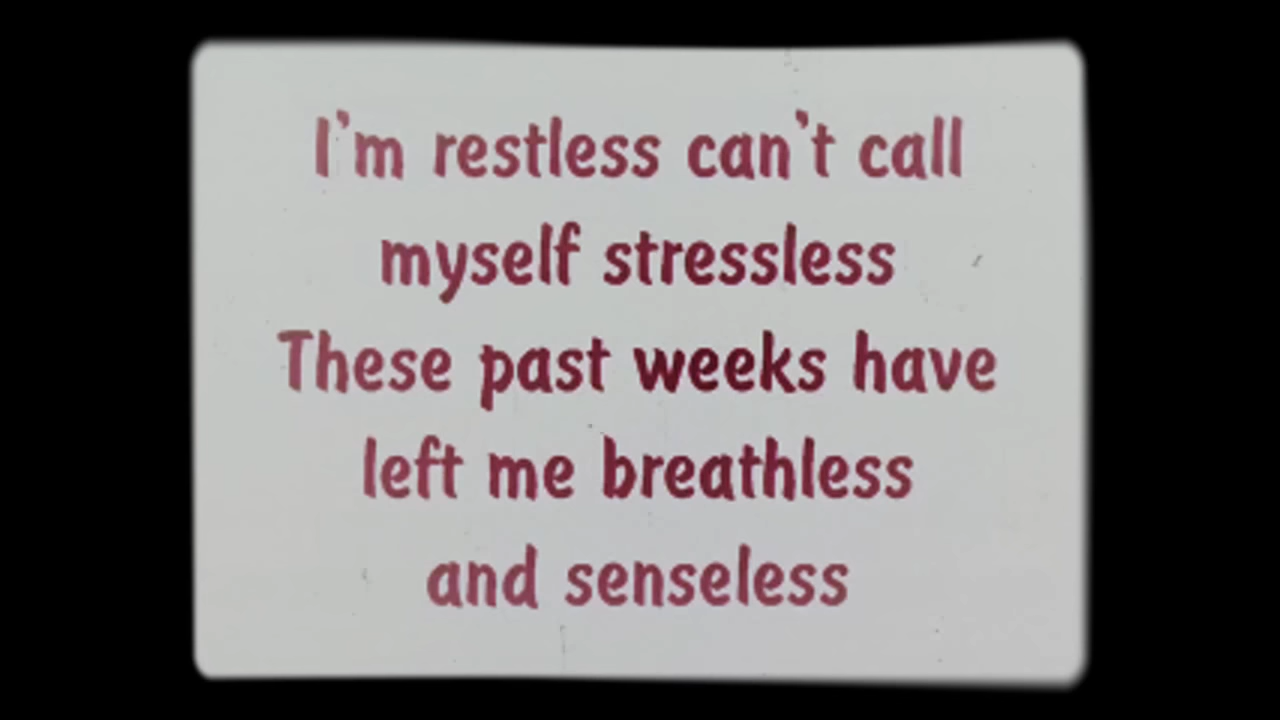 I'm restless can't call
myself stressless
These past weeks have
left me breathless
and senseless